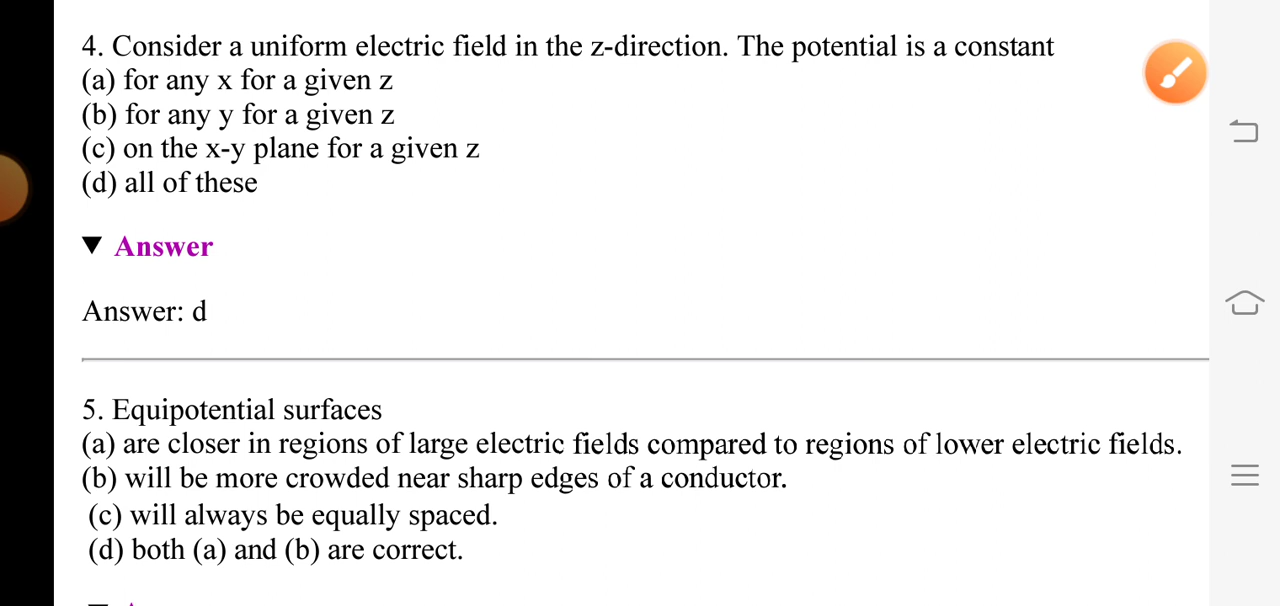 4. Consider a uniform electric field in the z-direction. The potential is a constant
(a) for any x for a given z
(b) for any y for a given z
(c) on the x-y plane for a given z
(d) all of these
▼ Answer
Answer: d
5. Equipotential surfaces
(a) are closer in regions of large electric fields compared to regions of lower electric fields.
(b) will be more crowded near sharp edges of a conductor.
(c) will always be equally spaced.
(d) both (a) and (b) are correct.